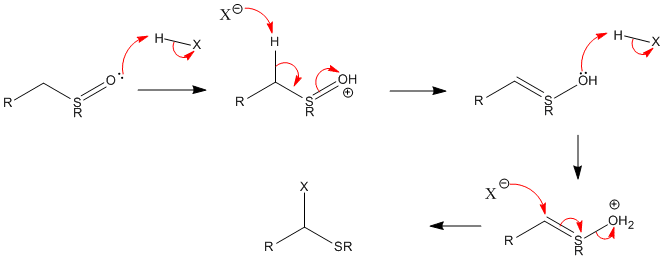 X⊖
H X
H
R S O :
R
R S OH
R ⊕
R S OH
R
H X
X
R SR
X⊖
⊕
R S OH2
R